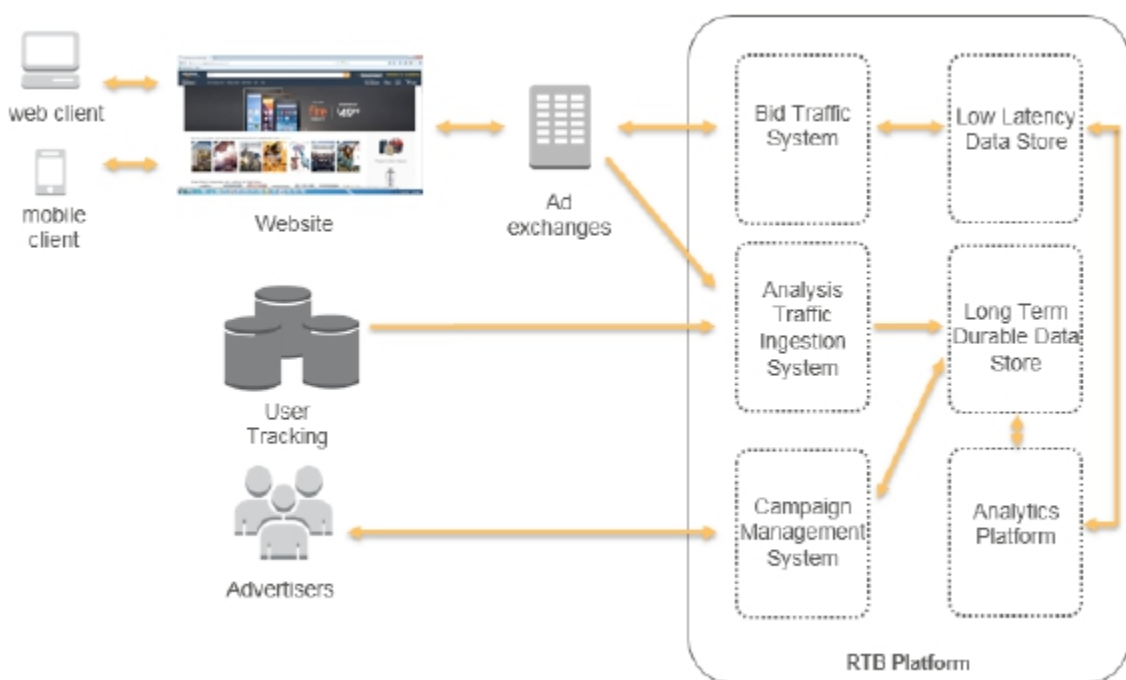 web client
mobile
client
Website
Ad
exchanges
User
Tracking
Advertisers
Bid Traffic
System
Low Latency
Data Store
Analysis
Traffic
Ingestion
System
Long Term
Durable Data
Store
Campaign
Management
System
Analytics
Platform
RTB Platform
fire